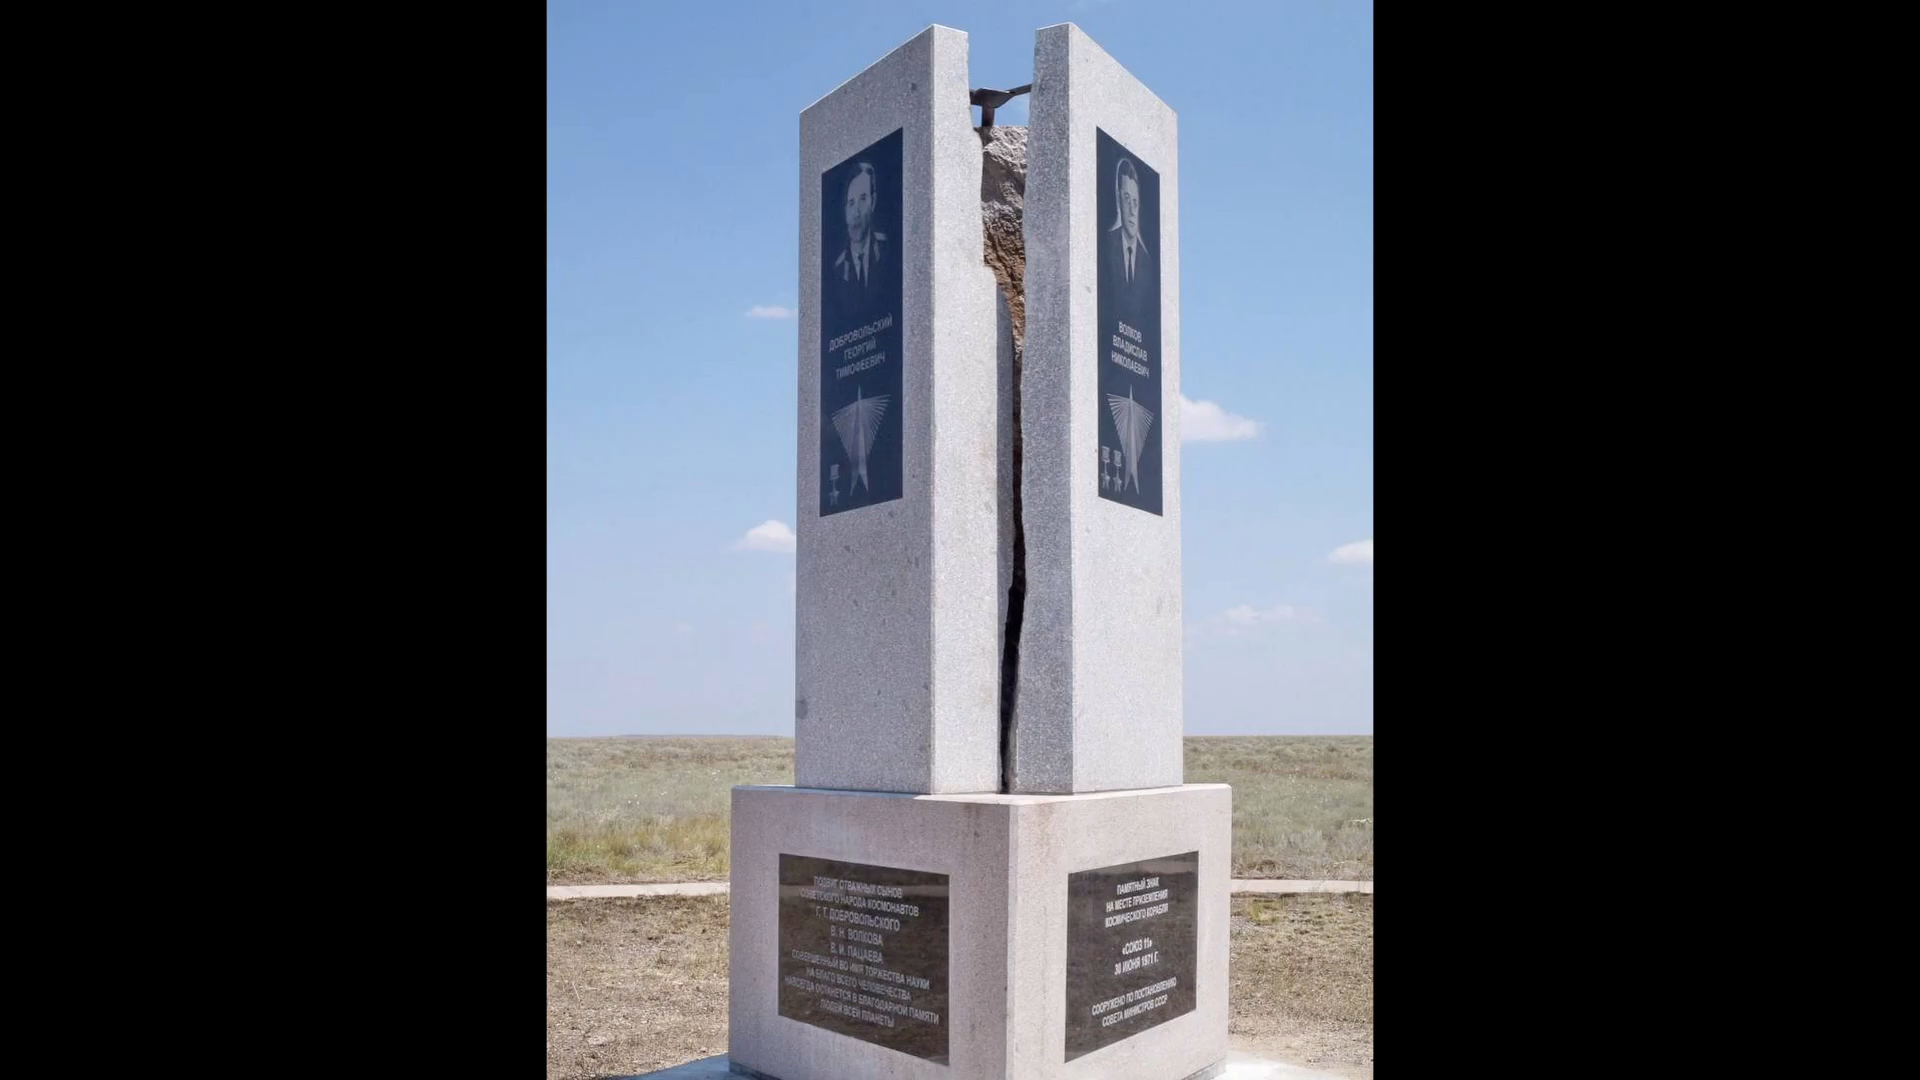 ДОБРОВОЛЬСКИЙ
ГЕОРГИЙ
ТИМОФЕЕВИЧ
ВОЛКОВ
ВЛАДИСЛАВ
НИКОЛАЕВИЧ
ПОДВИГ ОТВАЖНЫХ СЫНОВ
СОВЕТСКОГО НАРОДА КОСМОНАВТОВ
Г. Т. ДОБРОВОЛЬСКОГО
В. Н. ВОЛКОВА
В. И. ПАЦАЕВА
СОВЕРШЕННЫЙ ВО ИМЯ ТОРЖЕСТВА НАУКИ
НА БЛАГО ВСЕГО ЧЕЛОВЕЧЕСТВА
НАВСЕГДА ОСТАНЕТСЯ В БЛАГОДАРНОЙ ПАМЯТИ
ЛЮДЕЙ ВСЕЙ ПЛАНЕТЫ
ПАМЯТНЫЙ ЗНАК
НА МЕСТЕ ПРИЗЕМЛЕНИЯ
КОСМИЧЕСКОГО КОРАБЛЯ
«СОЮЗ 11»
30 ИЮНЯ 1971 Г.
СООРУЖЕНО ПО ПОСТАНОВЛЕНИЮ
СОВЕТА МИНИСТРОВ СССР